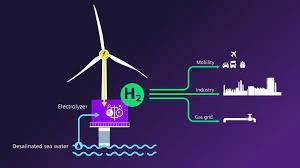 Mobility
H2
Industry
Electrolyzer
Gas grid
Desalinated sea water